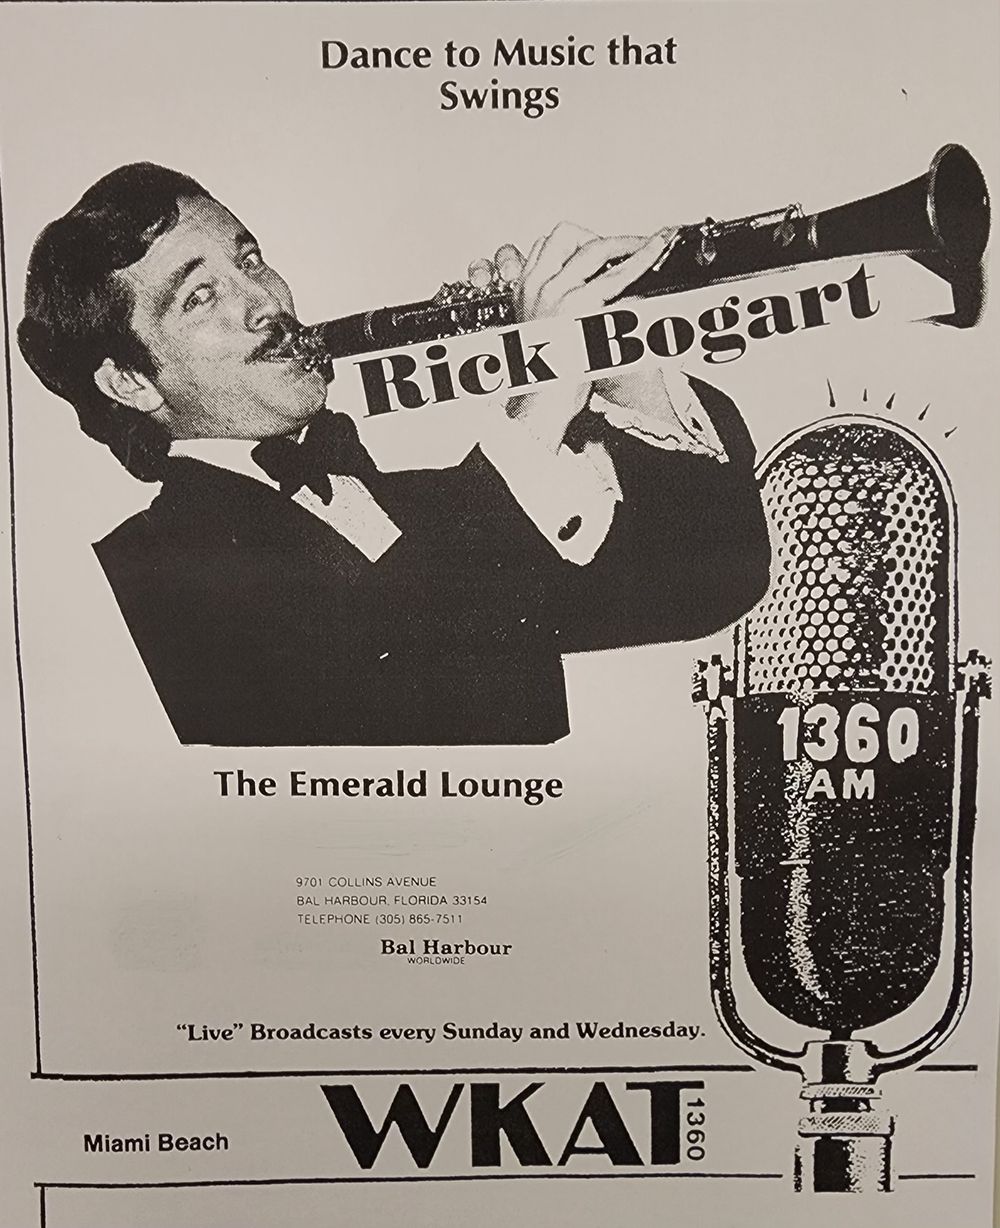 Dance to Music that
Swings
Rick Bogart
1360
AM
The Emerald Lounge
9701 COLLINS AVENUE
BAL HARBOUR, FLORIDA 33154
TELEPHONE (305) 865-7511
Bal Harbour
WORLDWIDE
“Live” Broadcasts every Sunday and Wednesday.
Miami Beach
WKAT
1360